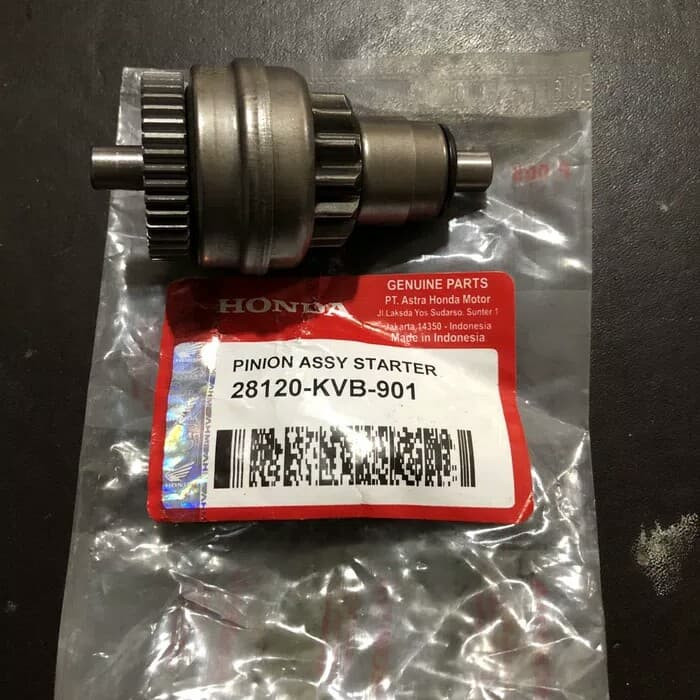 GENUINE PARTS
HONDA
PT. Astra Honda Motor
Jl.Laksda Yos Sudarso. Sunter 1
Jakarta,14350 - Indonesia
Made in Indonesia
PINION ASSY STARTER
28120-KVB-901
HONDA